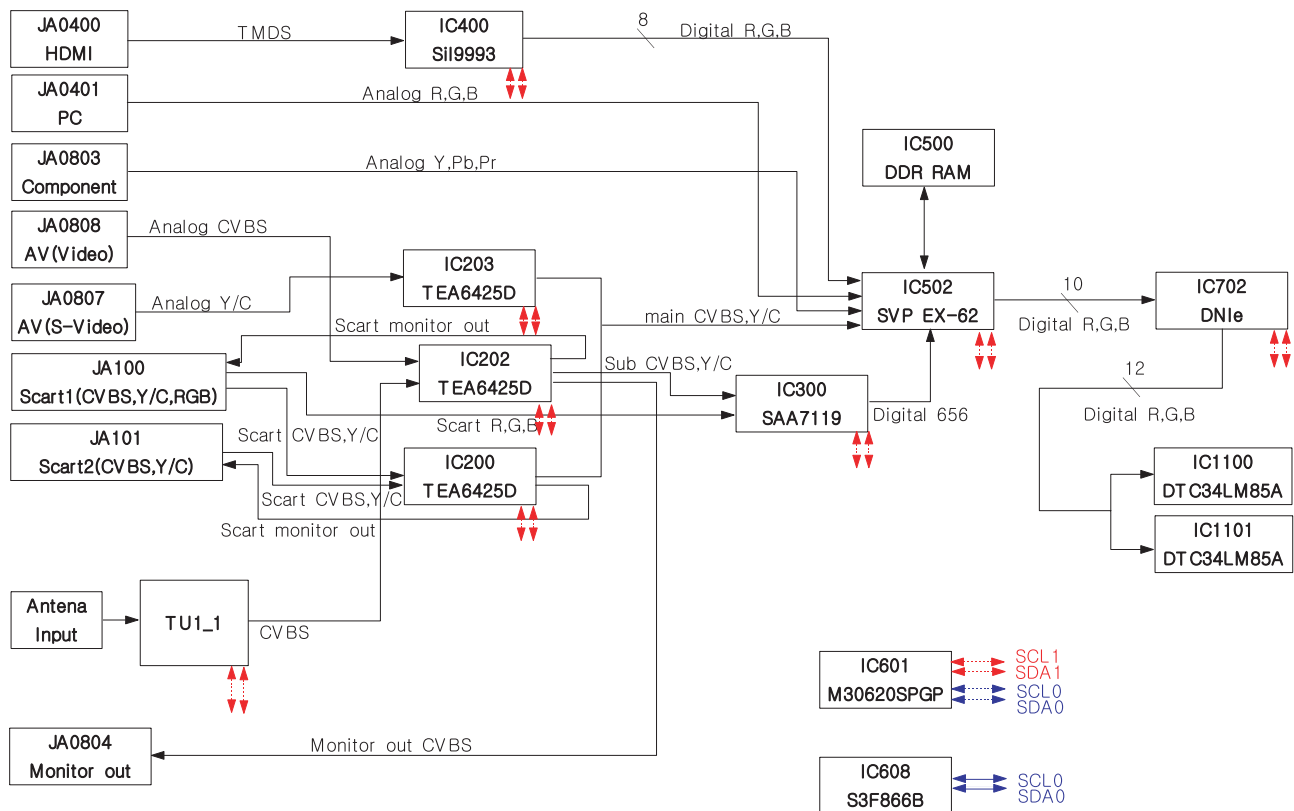 JA0400
HDMI
TMDS
IC400
SiI9993
8
Digital R,G,B
JA0401
PC
Analog R,G,B
JA0803
Component
Analog Y,Pb,Pr
IC500
DDR RAM
JA0808
AV(Video)
Analog CVBS
IC203
TEA6425D
JA0807
AV(S-Video)
Analog Y/C
Scart monitor out
main CVBS,Y/C
IC502
SVP EX-62
10
Digital R,G,B
IC702
DNIe
JA100
Scart1(CVBS,Y/C,RGB)
IC202
TEA6425D
Sub CVBS,Y/C
IC300
SAA7119
Digital 656
12
Digital R,G,B
Scart R,G,B
Scart CVBS,Y/C
JA101
Scart2(CVBS,Y/C)
IC200
TEA6425D
Scart CVBS,Y/C
Scart monitor out
IC1100
DTC34LM85A
IC1101
DTC34LM85A
Antena
Input
TU1_1
CVBS
IC601
M30620SPGP
SCL1
SDA1
SCL0
SDA0
JA0804
Monitor out
Monitor out CVBS
IC608
S3F866B
SCL0
SDA0